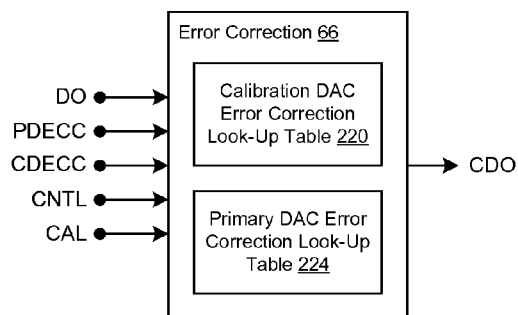 Error Correction 66
Calibration DAC
Error Correction
Look-Up Table 220
Primary DAC Error
Correction Look-Up
Table 224
DO
PDECC
CDECC
CNTL
CAL
CDO